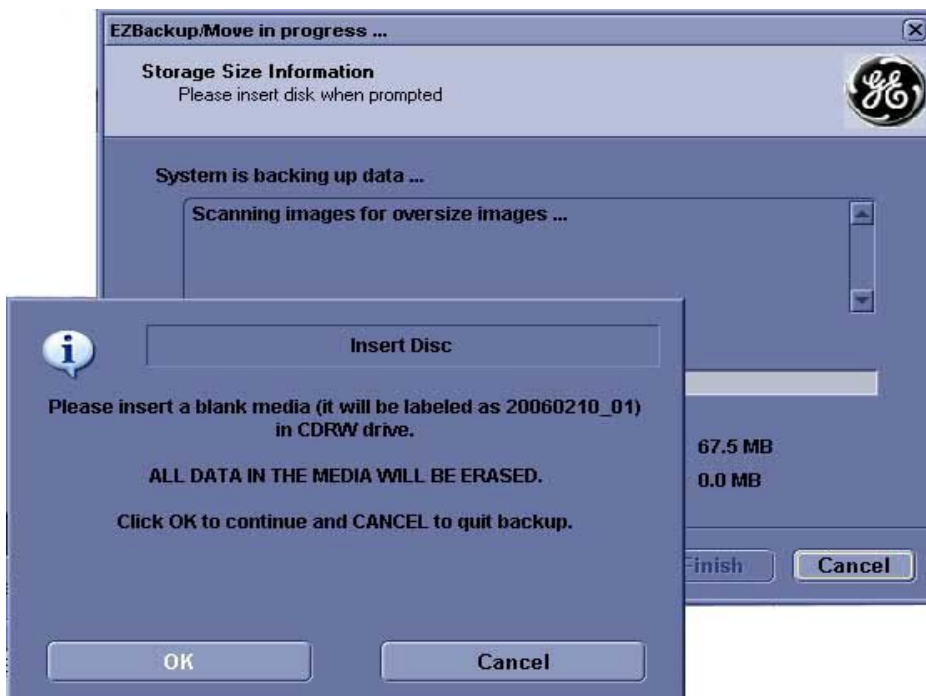 EZBackup/Move in progress ...
Storage Size Information
Please insert disk when prompted
System is backing up data ...
Scanning images for oversize images ...
Insert Disc
Please insert a blank media (it will be labeled as 20060210_01)
in CDRW drive.
ALL DATA IN THE MEDIA WILL BE ERASED.
Click OK to continue and CANCEL to quit backup.
OK
Cancel
67.5 MB
0.0 MB
Finish
Cancel